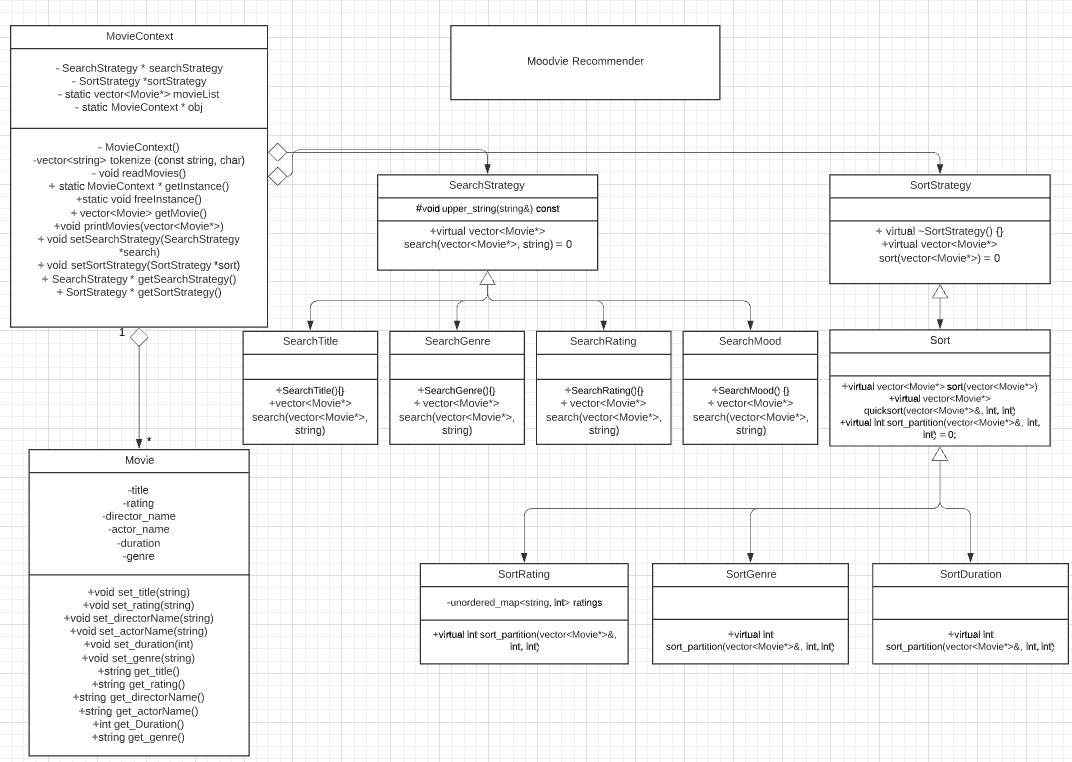 MovieContext
- SearchStrategy * searchStrategy
- SortStrategy *sortStrategy
- static vector<Movie*> movieList
- static MovieContext * obj
- MovieContext()
-vector<string> tokenize (const string, char)
- void readMovies()
+ static MovieContext * getInstance()
+static void freeInstance()
+ vector<Movie> getMovie()
+void printMovies(vector<Movie*>)
+ void setSearchStrategy(SearchStrategy
*search)
+ void setSortStrategy(SortStrategy *sort)
+ SearchStrategy * getSearchStrategy()
+ SortStrategy * getSortStrategy()
Moodvie Recommender
SearchStrategy
#void upper_string(string&) const
+virtual vector<Movie*>
search(vector<Movie*>, string) = 0
SortStrategy
+ virtual ~SortStrategy() {}
+virtual vector<Movie*>
sort(vector<Movie*>) = 0
1
*
SearchTitle
+SearchTitle(){}
+vector<Movie*>
search(vector<Movie*>,
string)
SearchGenre
+SearchGenre(){}
+ vector<Movie*>
search(vector<Movie*>,
string)
SearchRating
+SearchRating(){}
+ vector<Movie*>
search(vector<Movie*>,
string)
SearchMood
+SearchMood() {}
+ vector<Movie*>
search(vector<Movie*>,
string)
Sort
+virtual vector<Movie*> sort(vector<Movie*>)
+virtual vector<Movie*>
quicksort(vector<Movie*>&, int, int)
+virtual int sort_partition(vector<Movie*>&, int,
int) = 0;
Movie
-title
-rating
-director_name
-actor_name
-duration
-genre
+void set_title(string)
+void set_rating(string)
+void set_directorName(string)
+void set_actorName(string)
+void set_duration(int)
+void set_genre(string)
+string get_title()
+string get_rating()
+string get_directorName()
+string get_actorName()
+int get_Duration()
+string get_genre()
SortRating
-unordered_map<string, int> ratings
+virtual int sort_partition(vector<Movie*>&,
int, int)
SortGenre
+virtual int
sort_partition(vector<Movie*>&, int, int)
SortDuration
+virtual int
sort_partition(vector<Movie*>&, int, int)